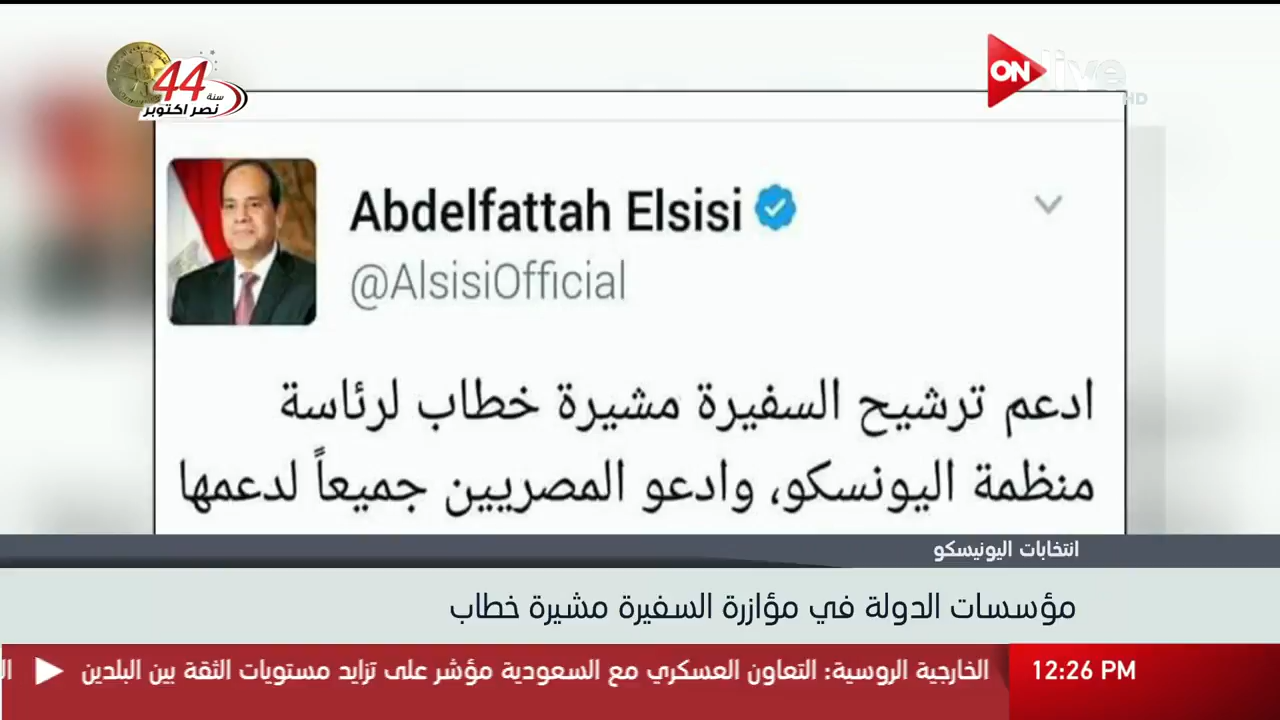 44
سنة
نصر اكتوبر
ON live
HD
Abdelfattah Elsisi
@AlsisiOfficial
ادعم ترشيح السفيرة مشيرة خطاب لرئاسة
منظمة اليونسكو، وادعو المصريين جميعاً لدعمها
انتخابات اليونيسكو
مؤسسات الدولة في مؤازرة السفيرة مشيرة خطاب
الخارجية الروسية: التعاون العسكري مع السعودية مؤشر على تزايد مستويات الثقة بين البلدين
12:26 PM